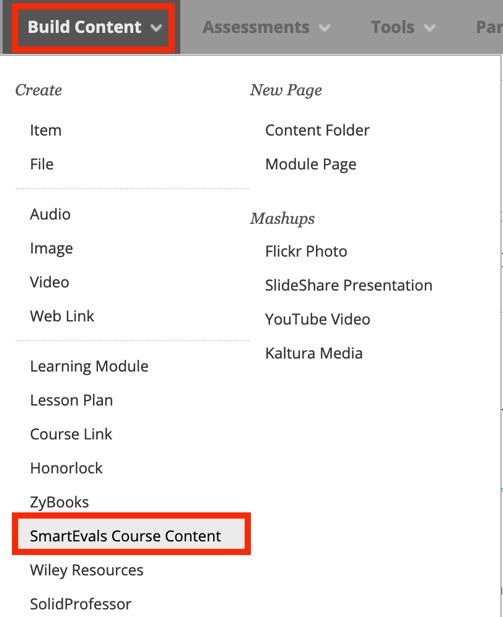 Build Content
Assessments
Tools
Create
Item
File
Audio
Image
Video
Web Link
Learning Module
Lesson Plan
Course Link
Honorlock
ZyBooks
SmartEvals Course Content
Wiley Resources
SolidProfessor
New Page
Content Folder
Module Page
Mashups
Flickr Photo
SlideShare Presentation
YouTube Video
Kaltura Media